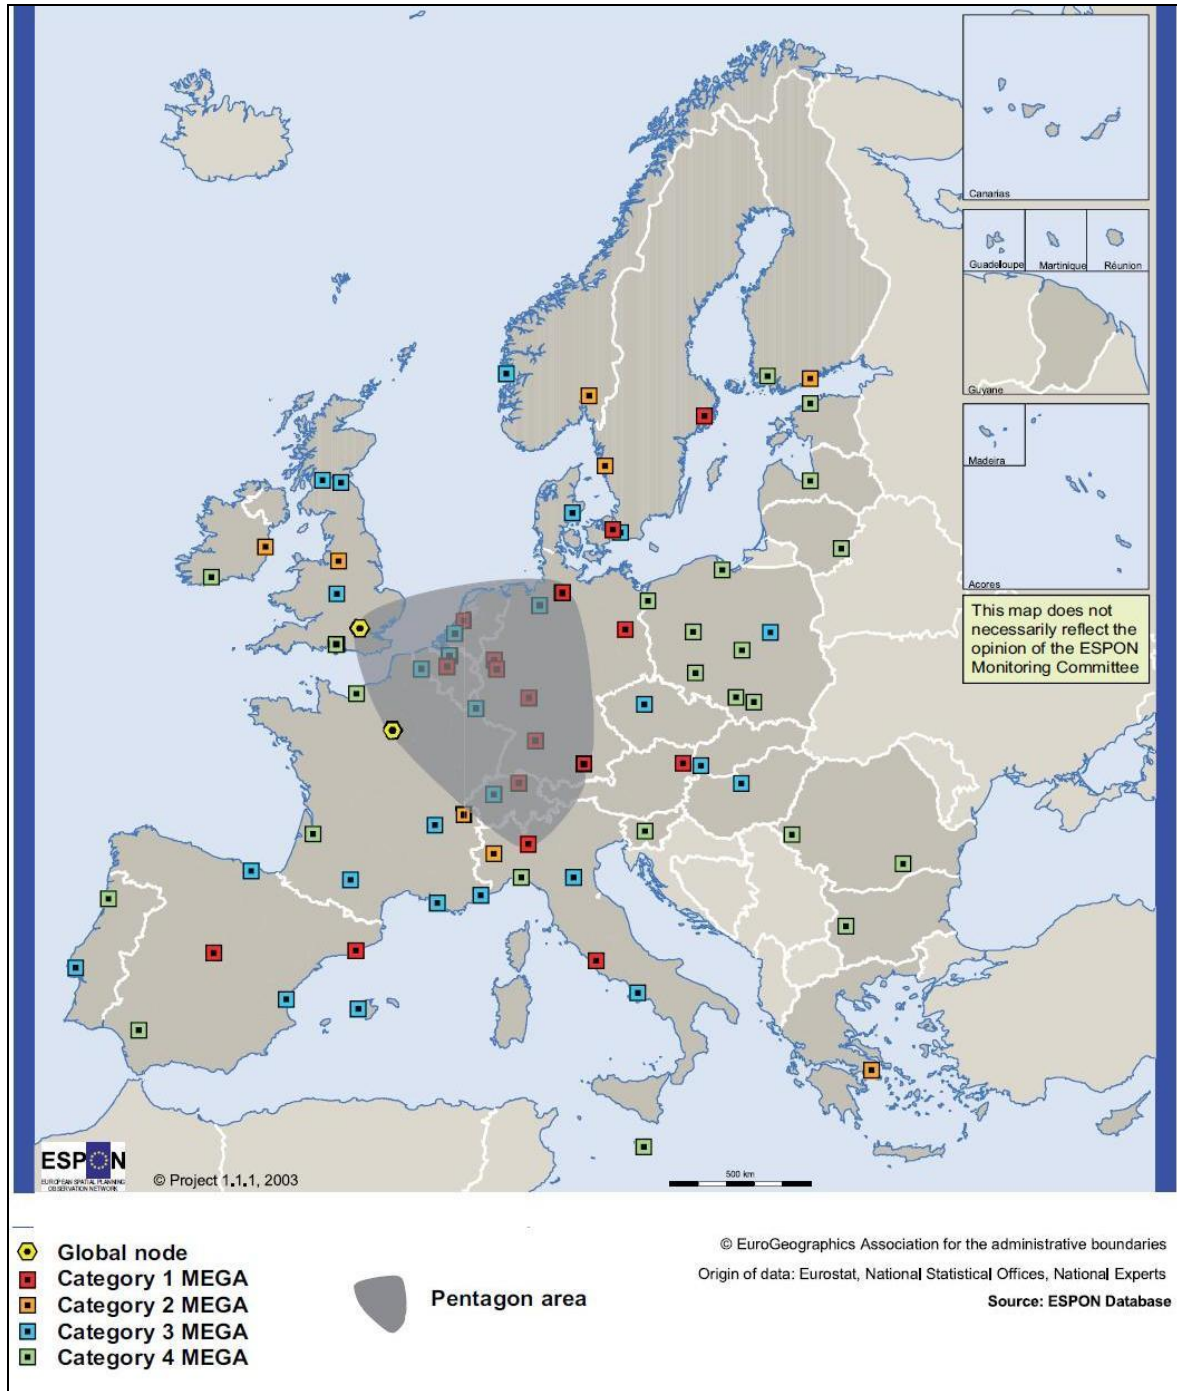 Canarias
Guadeloupe
Martinique
Réunion
Guyane
Madeira
Acores
This map does not
necessarily reflect the
opinion of the ESPON
Monitoring Committee
ESPON
EUROPEAN SPATIAL PLANNING
OBSERVATION NETWORK
© Project 1.1.1, 2003
500 km
Global node
Category 1 MEGA
Category 2 MEGA
Category 3 MEGA
Category 4 MEGA
Pentagon area
© EuroGeographics Association for the administrative boundaries
Origin of data: Eurostat, National Statistical Offices, National Experts
Source: ESPON Database